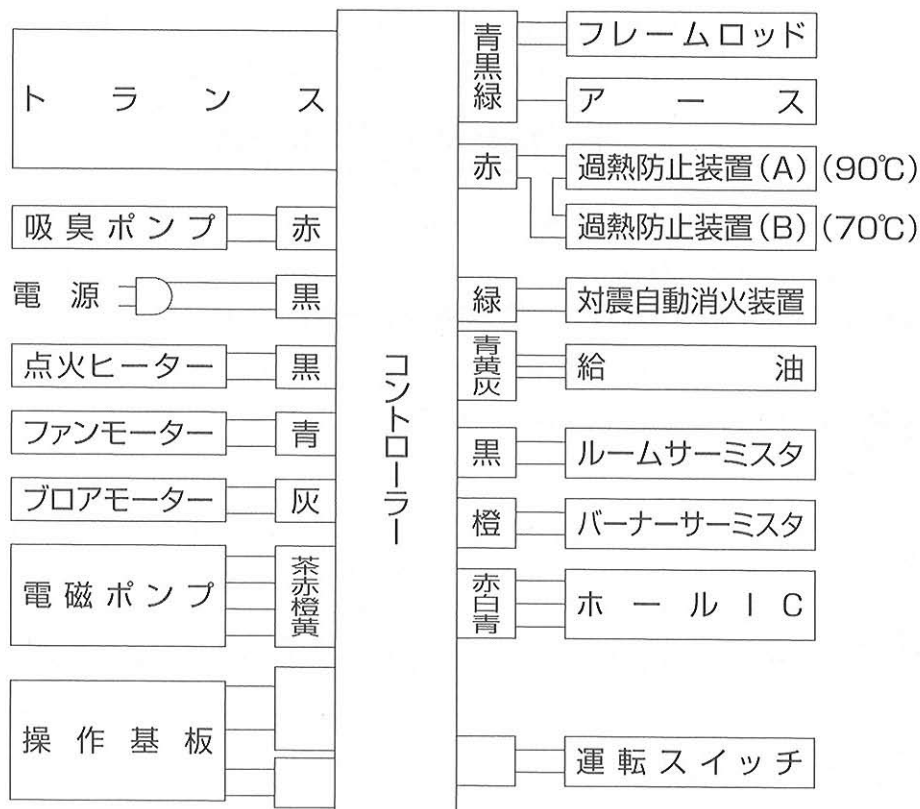 トランス
吸臭ポンプ
赤
電源
黒
点火ヒーター
黒
ファンモーター
青
ブロアモーター
灰
電磁ポンプ
茶赤橙黄
操作基板
コントローラー
青黒緑
フレームロッド
アース
赤
過熱防止装置(A) (90℃)
過熱防止装置(B) (70℃)
緑
対震自動消火装置
青黄灰
給油
黒
ルームサーミスタ
橙
バーナーサーミスタ
赤白青
ホールIC
運転スイッチ